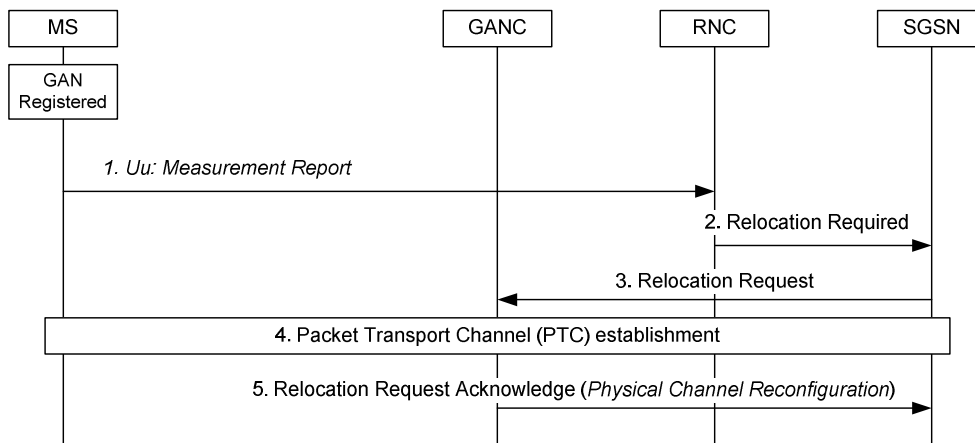 MS
GANC
RNC
SGSN
GAN
Registered
1. Uu: Measurement Report
2. Relocation Required
3. Relocation Request
4. Packet Transport Channel (PTC) establishment
5. Relocation Request Acknowledge (Physical Channel Reconfiguration)